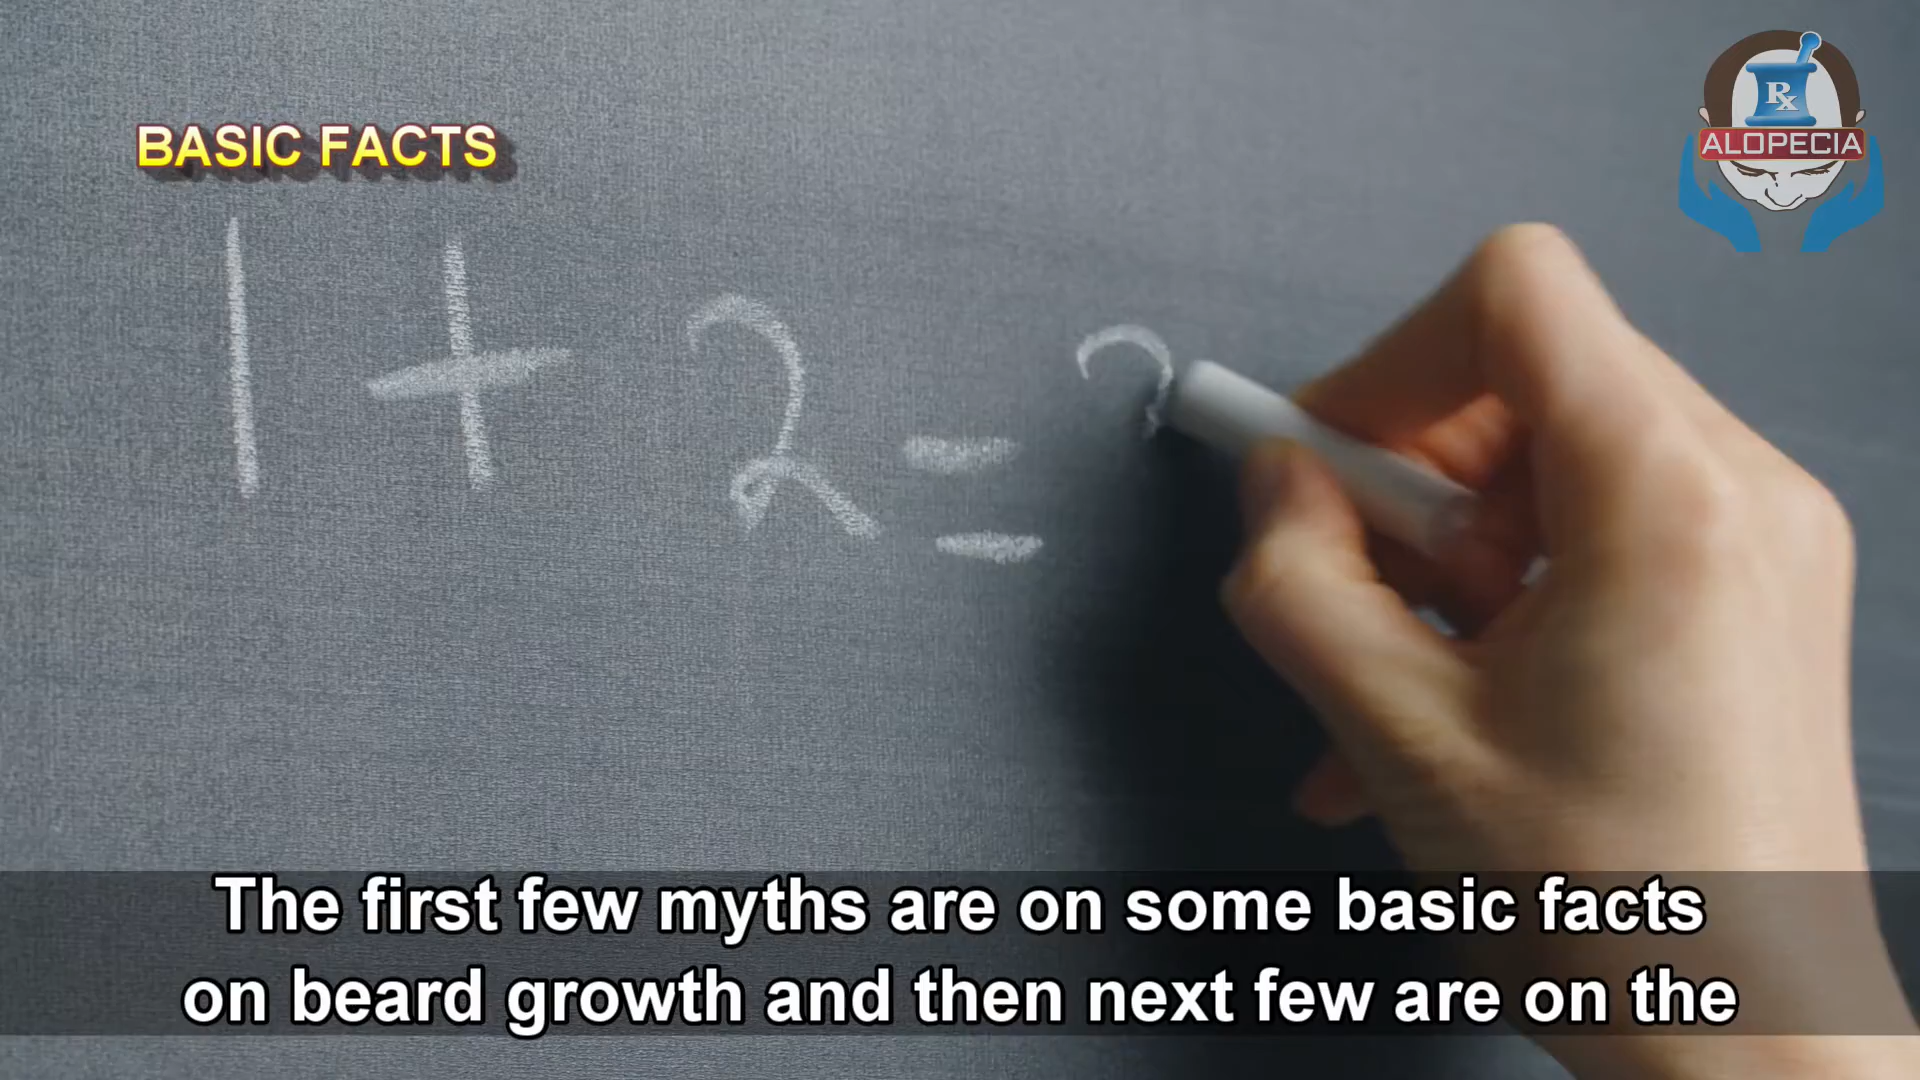 BASIC FACTS
Rx
ALOPECIA
1 + 2 =
The first few myths are on some basic facts
on beard growth and then next few are on the